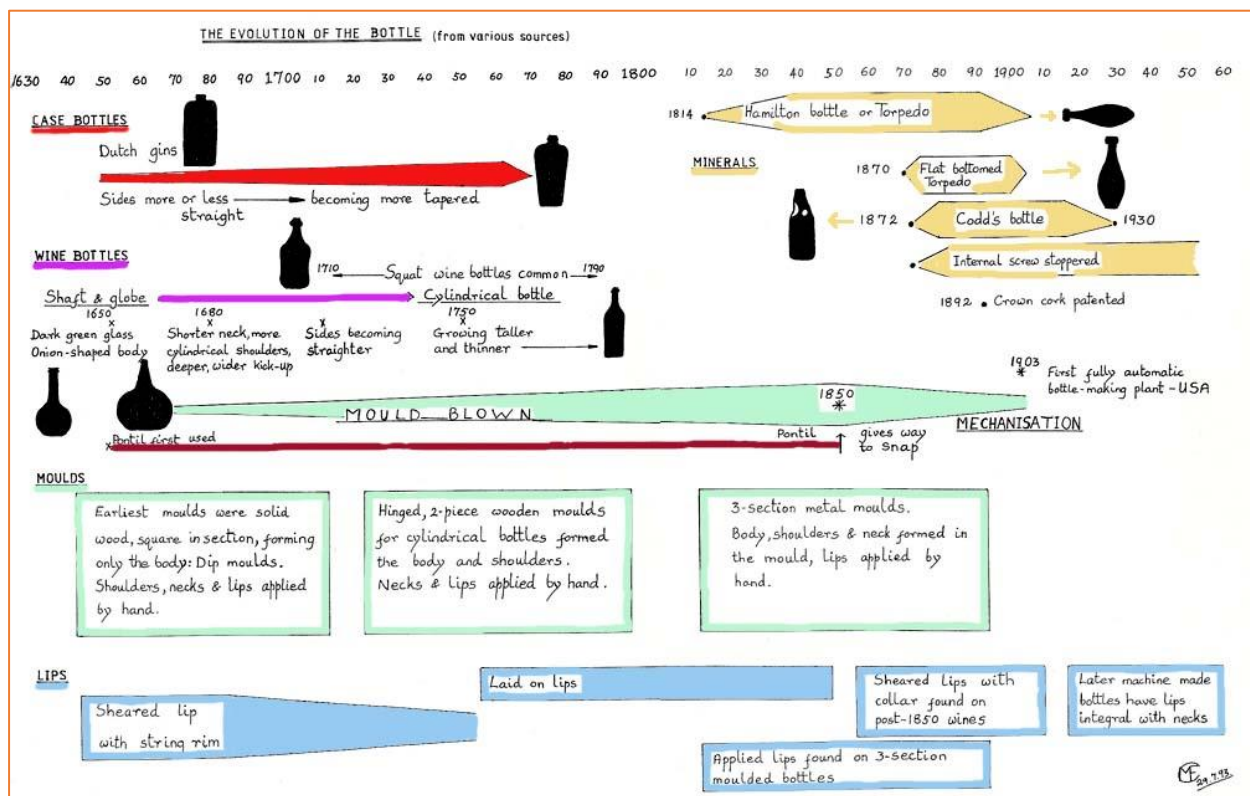 THE EVOLUTION OF THE BOTTLE (from various sources)
1630 40 50 60 70 80 90 1700 10 20 30 40 50 60 70 80 90 1800 10 20 30 40 50 60 70 80 90 1900 10 20 30 40 50 60
CASE BOTTLES
Dutch gins
Sides more or less straight
becoming more tapered
1814
Hamilton bottle or Torpedo
MINERALS
1870
Flat bottomed
Torpedo
1872
Codd's bottle
1930
Internal screw stoppered
1892 • Crown cork patented
WINE BOTTLES
1710
Squat wine bottles common
1790
Shaft & globe
Cylindrical bottle
1650
x
Dark green glass
Onion-shaped body
1680
x
Shorter neck, more
cylindrical shoulders,
deeper, wider kick-up
x
Sides becoming
straighter
1750
x
Growing taller
and thinner
1903
*
First fully automatic
bottle-making plant - USA
MOULD BLOWN
1850
*
MECHANISATION
x
Pontil first used
Pontil
gives way
to Snap
MOULDS
Earliest moulds were solid
wood, square in section, forming
only the body: Dip moulds.
Shoulders, necks & lips applied
by hand.
Hinged, 2-piece wooden moulds
for cylindrical bottles formed
the body and shoulders.
Necks & Lips applied by hand.
3-section metal moulds.
Body, shoulders & neck formed in
the mould, lips applied by
hand.
LIPS
Sheared lip
with string rim
Laid on lips
Sheared lips with
collar found on
post-1850 wines
Later machine made
bottles have lips
integral with necks
Applied lips found on 3-section
moulded bottles
29.7.93